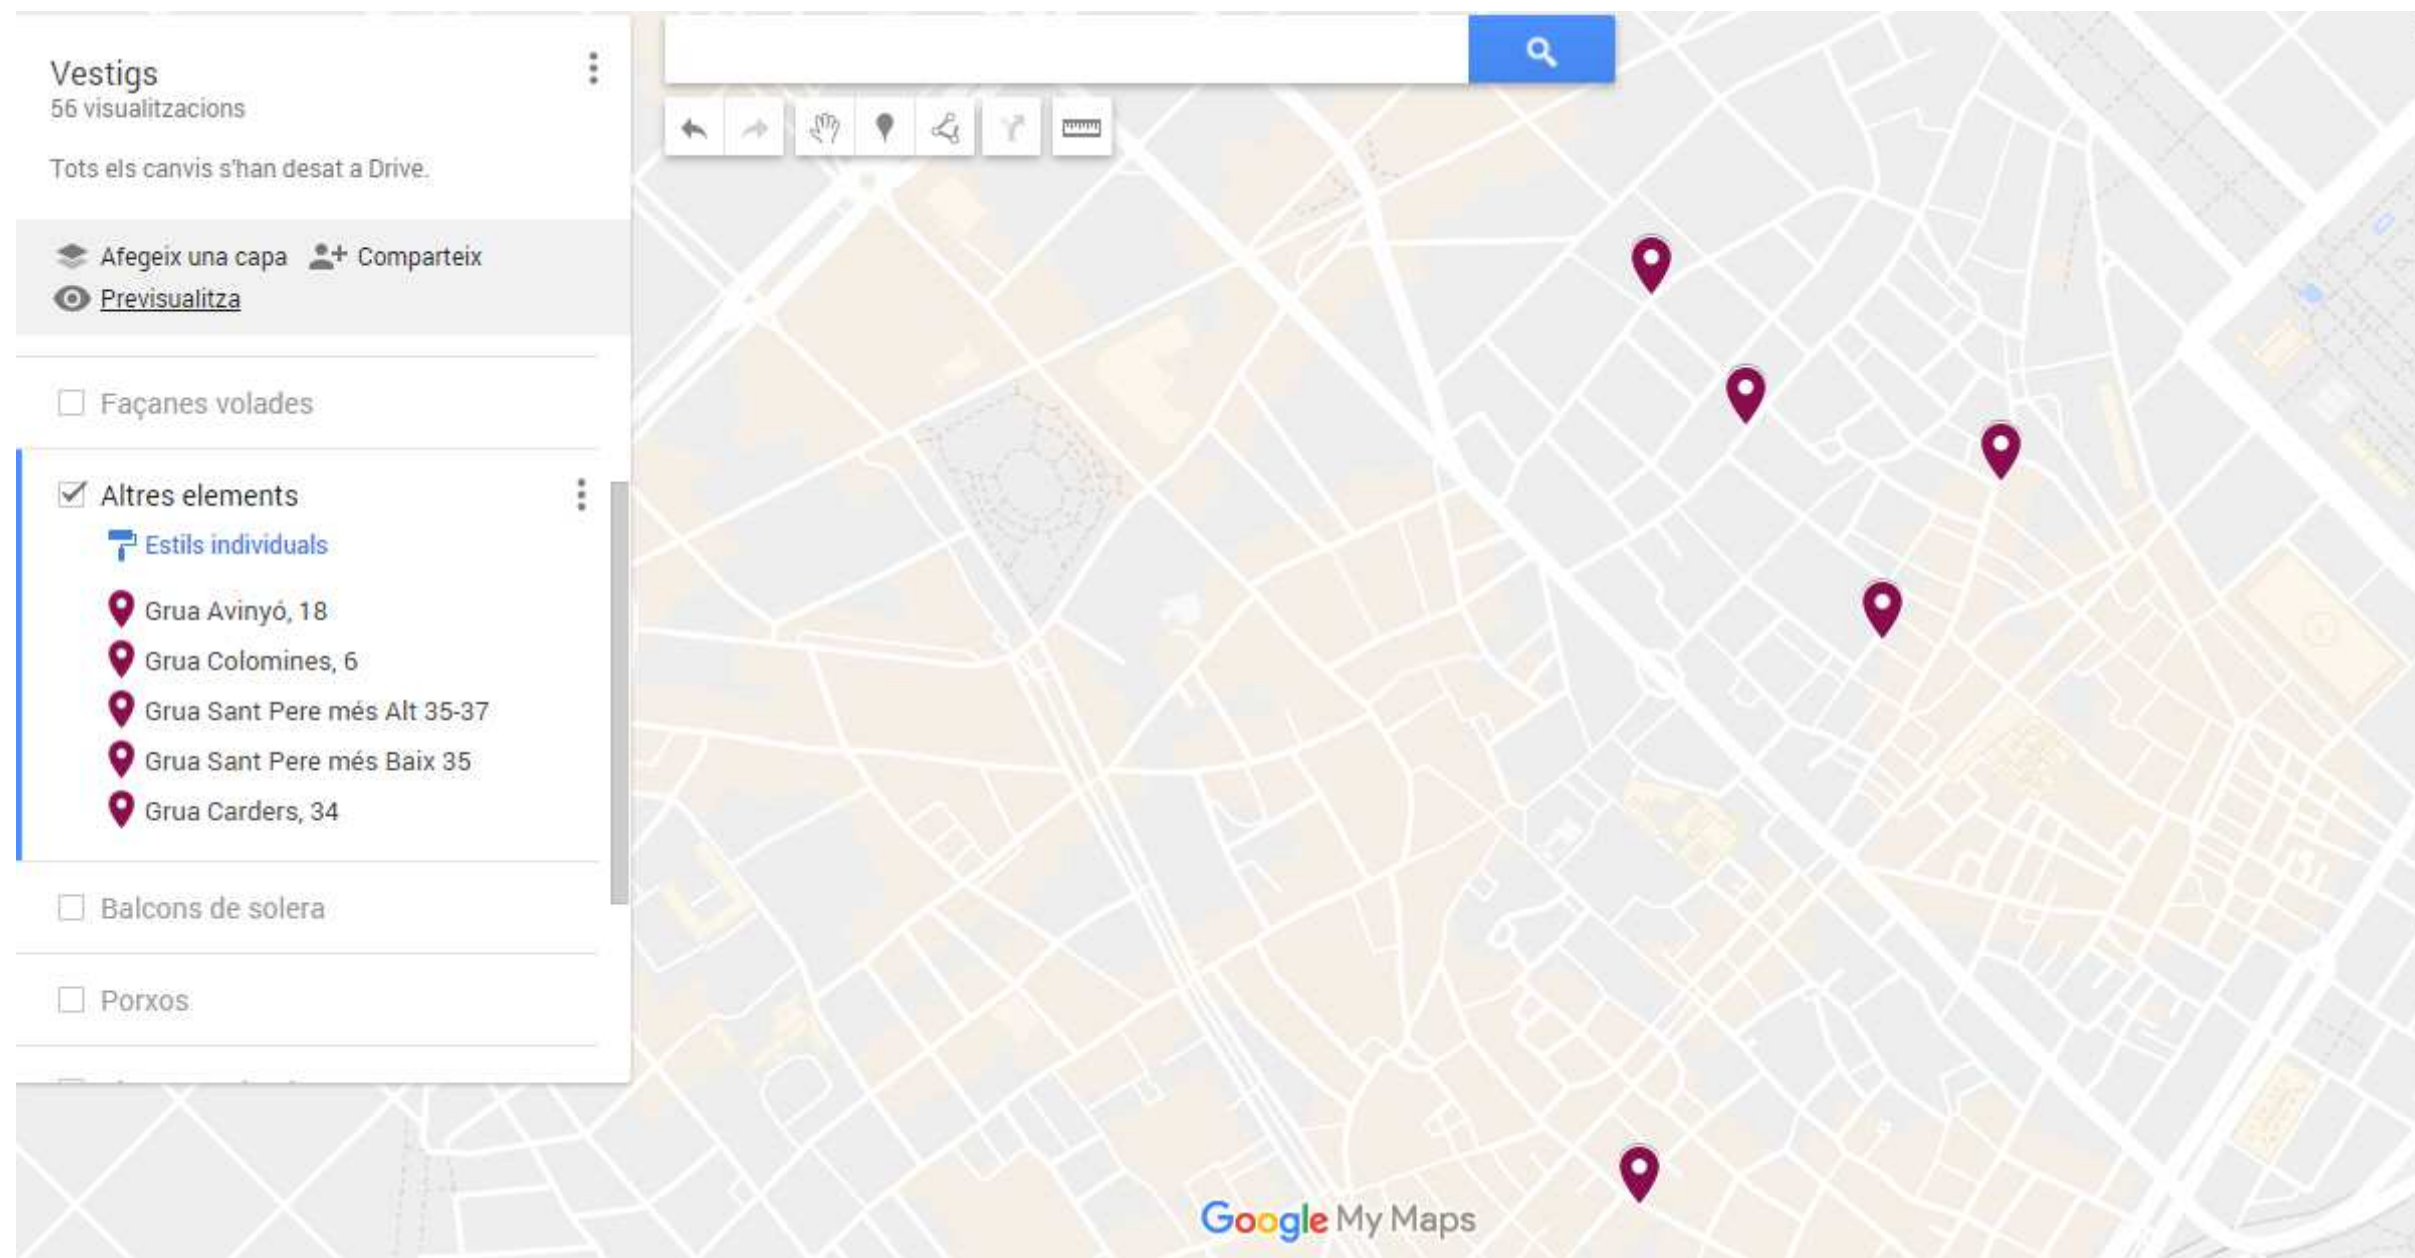 Vestigs
56 visualitzacions
Tots els canvis s'han desat a Drive.
Afegeix una capa Comparteix
Previsualitza
Façanes volades
Altres elements
Estils individuals
Grua Avinyó, 18
Grua Colomines, 6
Grua Sant Pere més Alt 35-37
Grua Sant Pere més Baix 35
Grua Carders, 34
Balcons de solera
Porxos
Google My Maps